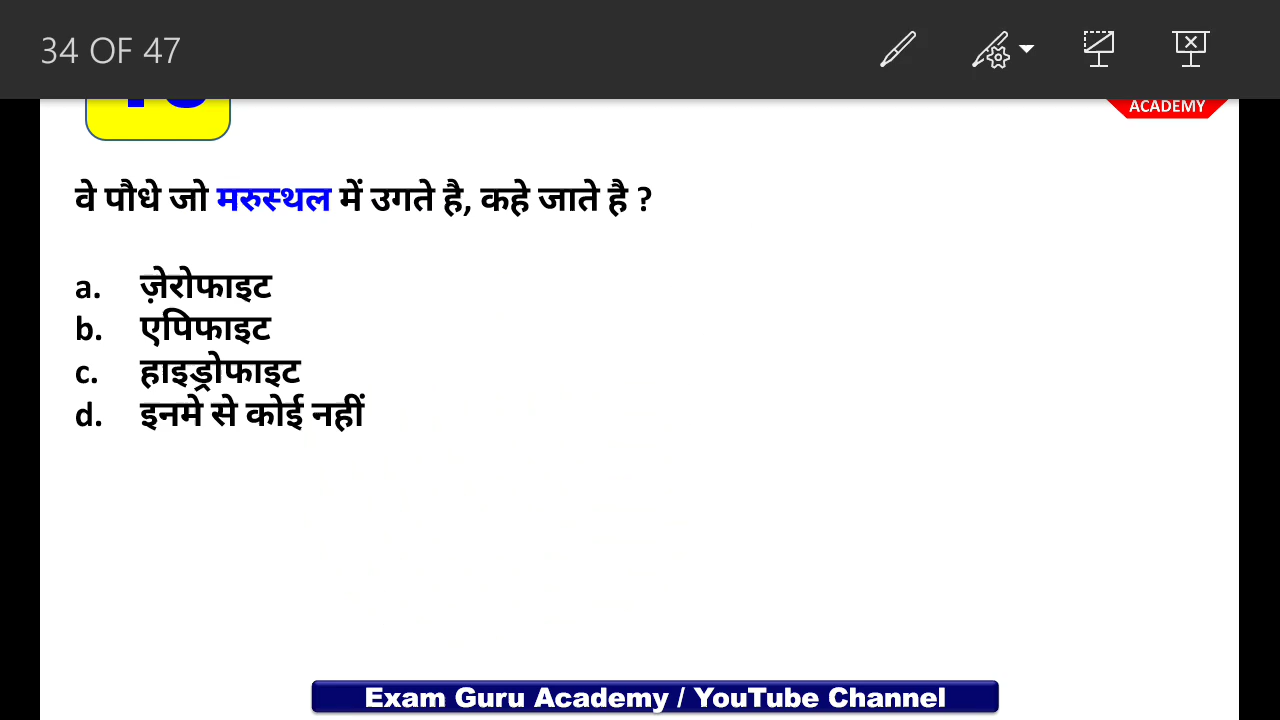 34 OF 47
ACADEMY
वे पौधे जो मरुस्थल में उगते है, कहे जाते है ?
a. ज़ेरोफाइट
b. एपिफाइट
c. हाइड्रोफाइट
d. इनमे से कोई नहीं
Exam Guru Academy / YouTube Channel